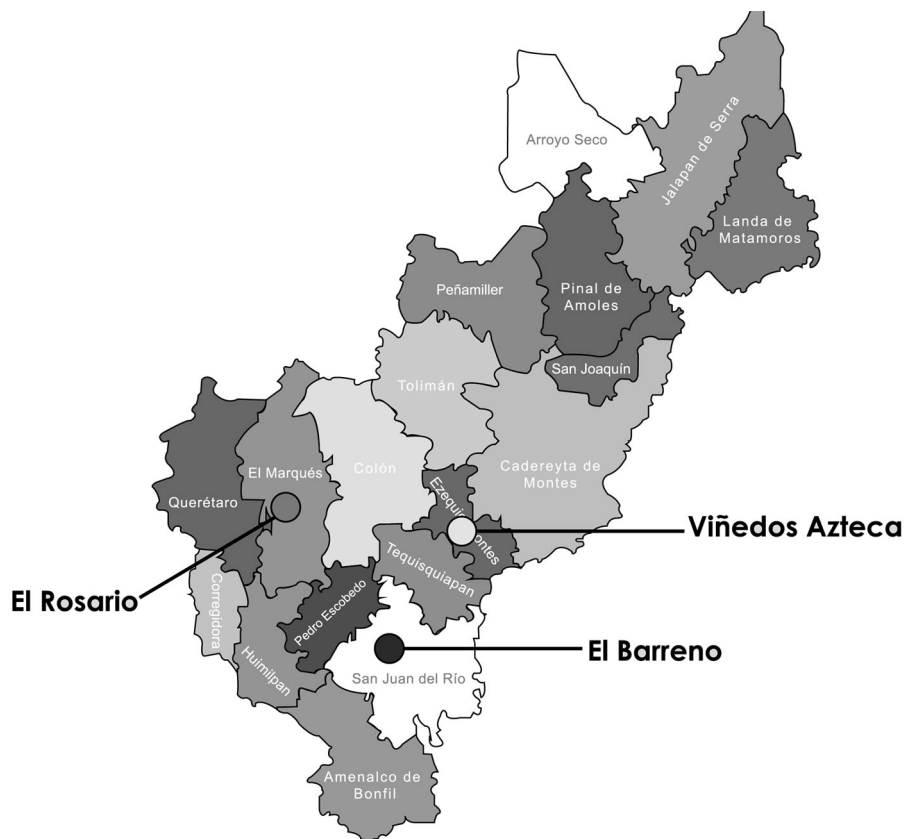 Arroyo Seco
Jalapan de Serra
Landa de
Matamoros
Peñamiller
Pinal de
Amoles
San Joaquín
Tolimán
Cadereyta de
Montes
El Marqués
Colón
Querétaro
Ezequiel Montes
Viñedos Azteca
Tequisquiapan
El Rosario
Corregidora
Pedro Escobedo
Huimilpan
El Barreno
San Juan del Río
Amenalco de
Bonfil